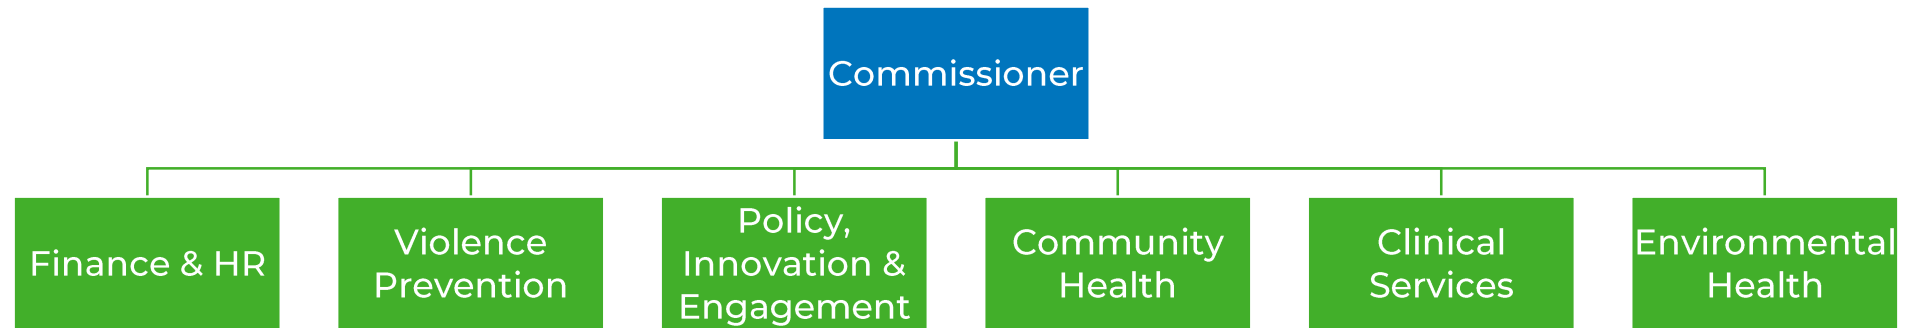 Commissioner
Finance & HR
Violence
Prevention
Policy,
Innovation &
Engagement
Community
Health
Clinical
Services
Environmental
Health